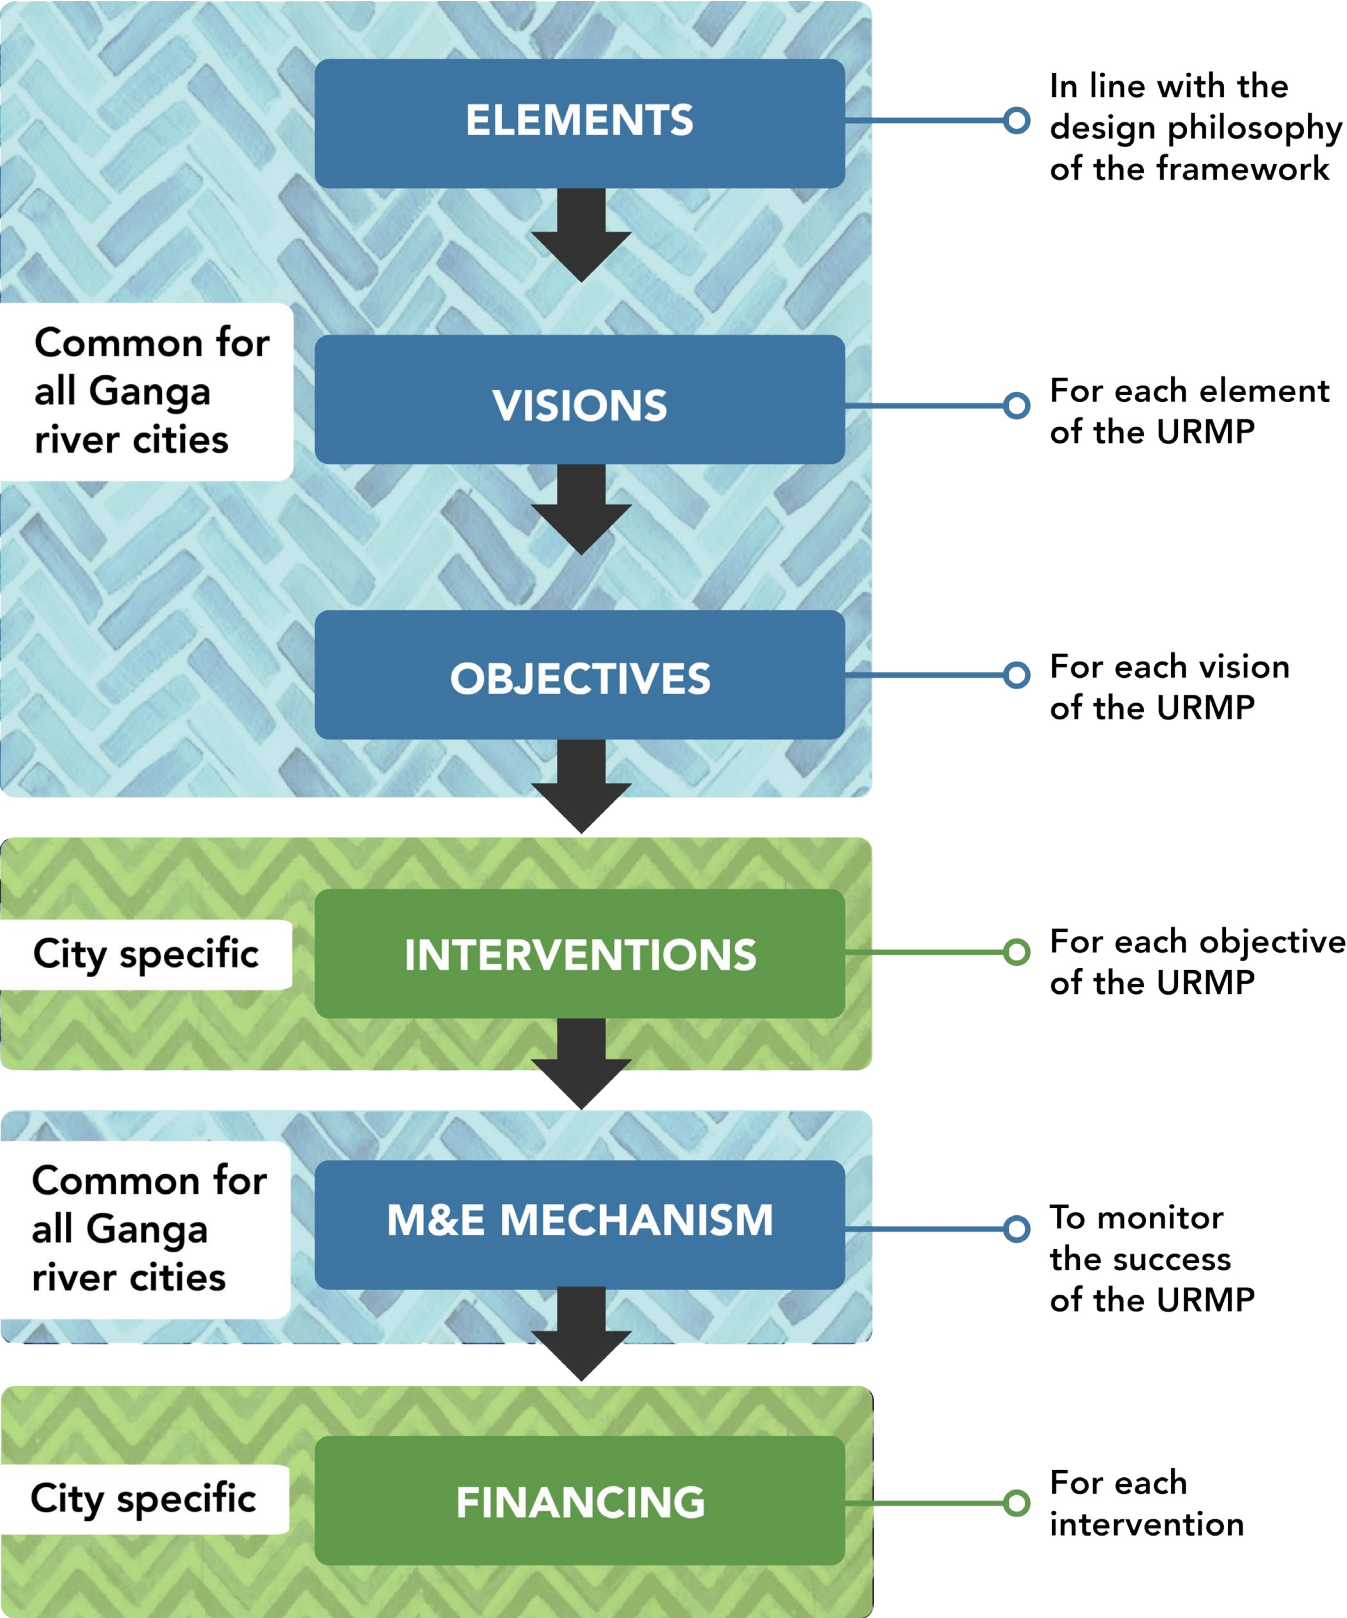 ELEMENTS
In line with the
design philosophy
of the framework
Common for
all Ganga
river cities
VISIONS
For each element
of the URMP
OBJECTIVES
For each vision
of the URMP
City specific
INTERVENTIONS
For each objective
of the URMP
Common for
all Ganga
river cities
M&E MECHANISM
To monitor
the success
of the URMP
City specific
FINANCING
For each
intervention